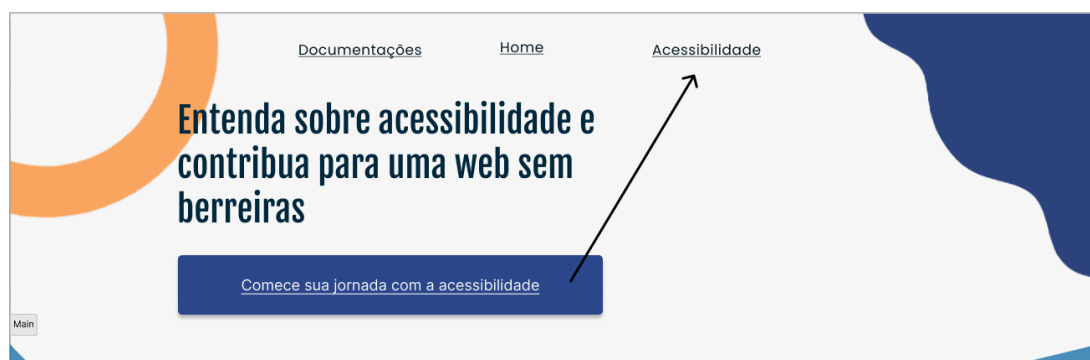 Documentações
Home
Acessibilidade
Entenda sobre acessibilidade e
contribua para uma web sem
berreiras
Comece sua jornada com a acessibilidade
Main